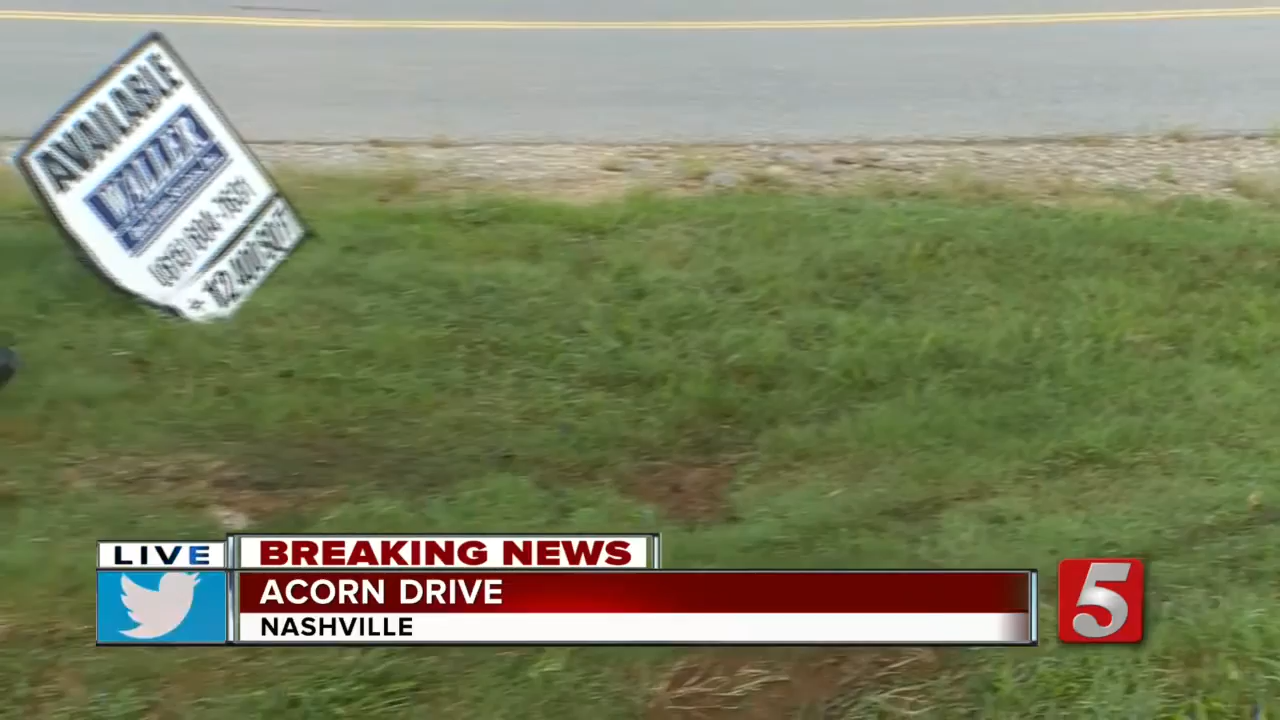 AVAILABLE
WALLER
LIVE
BREAKING NEWS
ACORN DRIVE
NASHVILLE
5